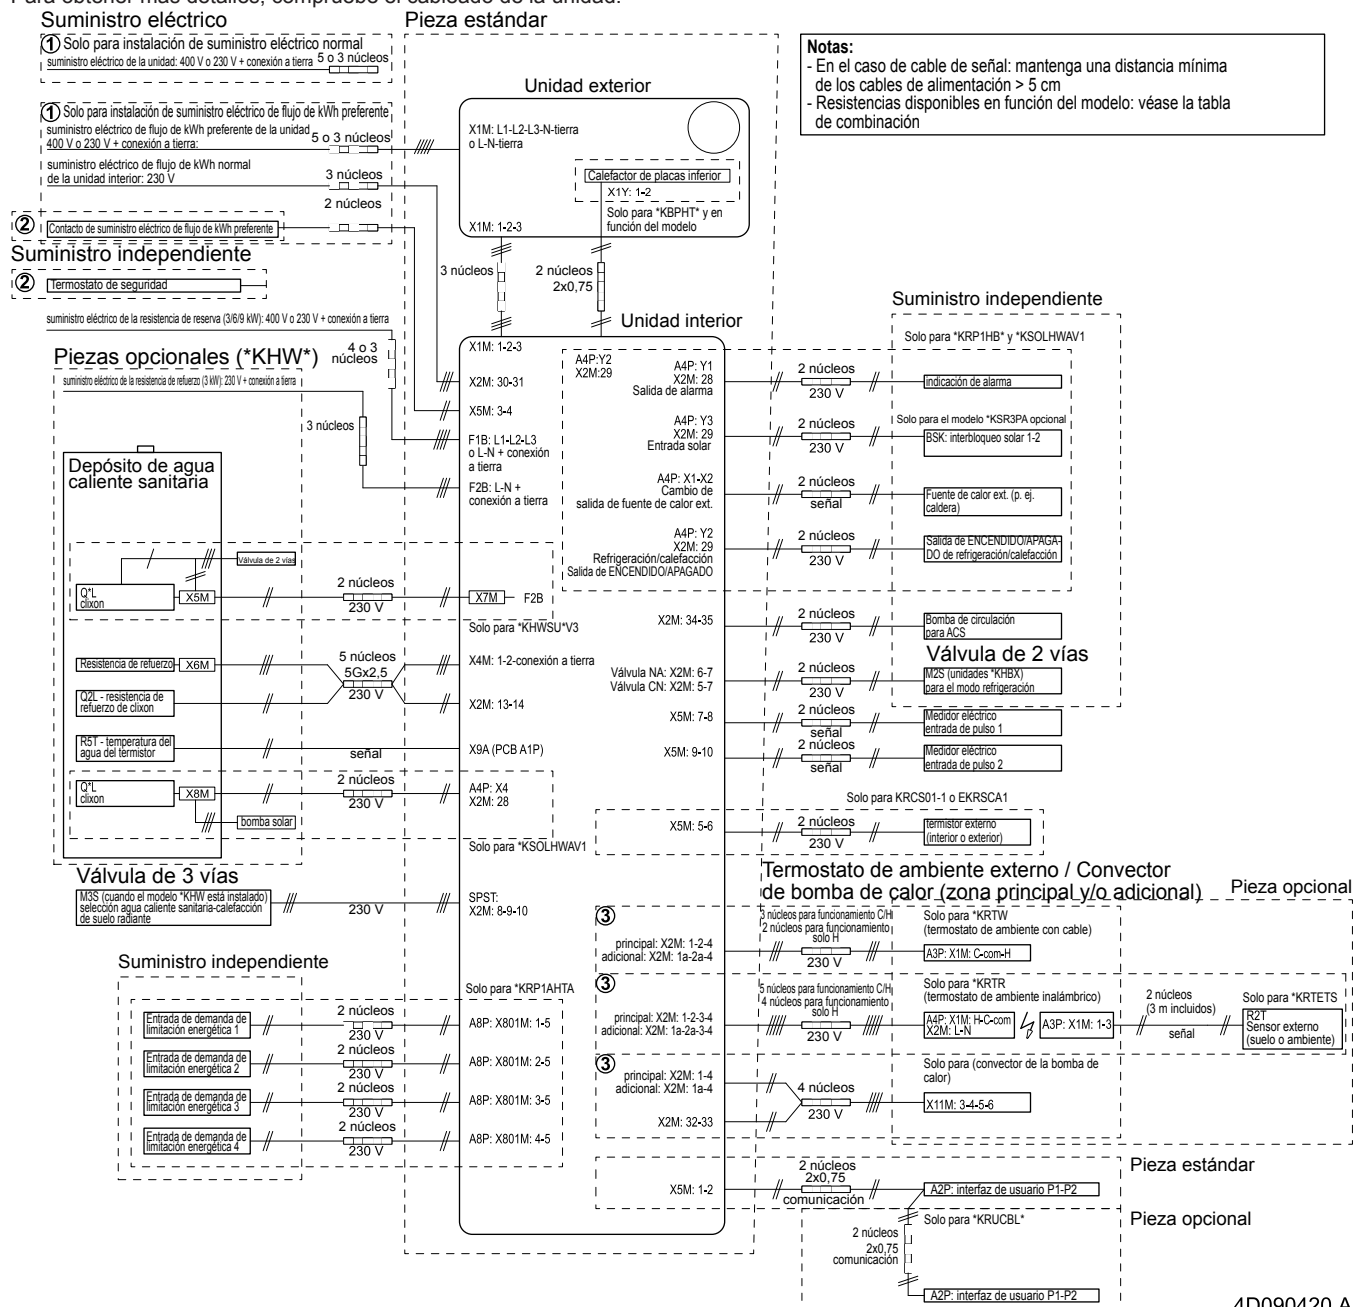 Para obtener más detalles, compruebe el cableado de la unidad.
Suministro eléctrico
Pieza estándar
① Solo para instalación de suministro eléctrico normal
suministro eléctrico de la unidad: 400 V o 230 V + conexión a tierra
5 o 3 núcleos
Notas:
- En el caso de cable de señal: mantenga una distancia mínima
de los cables de alimentación > 5 cm
- Resistencias disponibles en función del modelo: véase la tabla
de combinación
① Solo para instalación de suministro eléctrico de flujo de kWh preferente
suministro eléctrico de flujo de kWh preferente de la unidad
400 V o 230 V + conexión a tierra:
5 o 3 núcleos
suministro eléctrico de flujo de kWh normal
de la unidad interior: 230 V
3 núcleos
2 núcleos
② Contacto de suministro eléctrico de flujo de kWh preferente
Unidad exterior
X1M: L1-L2-L3-N-tierra
o L-N-tierra
Calefactor de placas inferior
X1Y: 1-2
Solo para *KBPHT* y en
función del modelo
X1M: 1-2-3
Suministro independiente
② Termostato de seguridad
3 núcleos
2 núcleos
2x0,75
suministro eléctrico de la resistencia de reserva (3/6/9 kW): 400 V o 230 V + conexión a tierra
4 o 3
núcleos
Piezas opcionales (*KHW*)
suministro eléctrico de la resistencia de refuerzo (3 kW): 230 V + conexión a tierra
3 núcleos
Unidad interior
X1M: 1-2-3
X2M: 30-31
X5M: 3-4
F1B: L1-L2-L3
o L-N + conexión
a tierra
F2B: L-N +
conexión a tierra
A4P:Y2
X2M:29
A4P: Y1
X2M: 28
Salida de alarma
A4P: Y3
X2M: 29
Entrada solar
A4P: X1-X2
Cambio de
salida de fuente de calor ext.
A4P: Y2
X2M: 29
Refrigeración/calefacción
Salida de ENCENDIDO/APAGADO
Suministro independiente
Solo para *KRP1HB* y *KSOLHWAV1
2 núcleos
230 V
indicación de alarma
Solo para el modelo *KSR3PA opcional
2 núcleos
230 V
BSK: interbloqueo solar 1-2
2 núcleos
señal
Fuente de calor ext. (p. ej.
caldera)
2 núcleos
230 V
Salida de ENCENDIDO/APAGA-
DO de refrigeración/calefacción
Depósito de agua
caliente sanitaria
Válvula de 2 vías
Q*L
clixon
X5M
2 núcleos
230 V
X7M
F2B
Solo para *KHWSU*V3
X2M: 34-35
2 núcleos
230 V
Bomba de circulación
para ACS
Válvula de 2 vías
Resistencia de refuerzo
X6M
5 núcleos
5Gx2,5
230 V
X4M: 1-2-conexión a tierra
Válvula NA: X2M: 6-7
Válvula CN: X2M: 5-7
2 núcleos
230 V
M2S (unidades *KHBX)
para el modo refrigeración
Q2L - resistencia de
refuerzo de clixon
X2M: 13-14
X5M: 7-8
2 núcleos
señal
Medidor eléctrico
entrada de pulso 1
R5T - temperatura del
agua del termistor
señal
X9A (PCB A1P)
X5M: 9-10
2 núcleos
señal
Medidor eléctrico
entrada de pulso 2
Q*L
clixon
X8M
2 núcleos
230 V
A4P: X4
X2M: 28
bomba solar
Solo para *KSOLHWAV1
Solo para KRCS01-1 o EKRSCA1
X5M: 5-6
2 núcleos
230 V
termistor externo
(interior o exterior)
Válvula de 3 vías
M3S (cuando el modelo *KHW está instalado)
selección agua caliente sanitaria-calefacción
de suelo radiante
230 V
SPST:
X2M: 8-9-10
Termostato de ambiente externo / Convector
de bomba de calor (zona principal y/o adicional)
Pieza opcional
③
principal: X2M: 1-2-4
adicional: X2M: 1a-2a-4
3 núcleos para funcionamiento C/H
2 núcleos para funcionamiento
solo H
230 V
Solo para *KRTW
(termostato de ambiente con cable)
A3P: X1M: C-com-H
③
principal: X2M: 1-2-3-4
adicional: X2M: 1a-2a-3-4
5 núcleos para funcionamiento C/H
4 núcleos para funcionamiento
solo H
230 V
Solo para *KRTR
(termostato de ambiente inalámbrico)
A4P: X1M: H-C-com
X2M: L-N
A3P: X1M: 1-3
2 núcleos
(3 m incluidos)
señal
Solo para *KRTETS
R2T
Sensor externo
(suelo o ambiente)
③
principal: X2M: 1-4
adicional: X2M: 1a-4
X2M: 32-33
4 núcleos
230 V
Solo para (convector de la bomba de
calor)
X11M: 3-4-5-6
Suministro independiente
Solo para *KRP1AHTA
Entrada de demanda de
limitación energética 1
2 núcleos
230 V
A8P: X801M: 1-5
Entrada de demanda de
limitación energética 2
2 núcleos
230 V
A8P: X801M: 2-5
Entrada de demanda de
limitación energética 3
2 núcleos
230 V
A8P: X801M: 3-5
Entrada de demanda de
limitación energética 4
2 núcleos
230 V
A8P: X801M: 4-5
X5M: 1-2
2 núcleos
2x0,75
comunicación
A2P: interfaz de usuario P1-P2
Pieza estándar
Solo para *KRUCBL*
Pieza opcional
2 núcleos
2x0,75
comunicación
A2P: interfaz de usuario P1-P2
4D090420 A